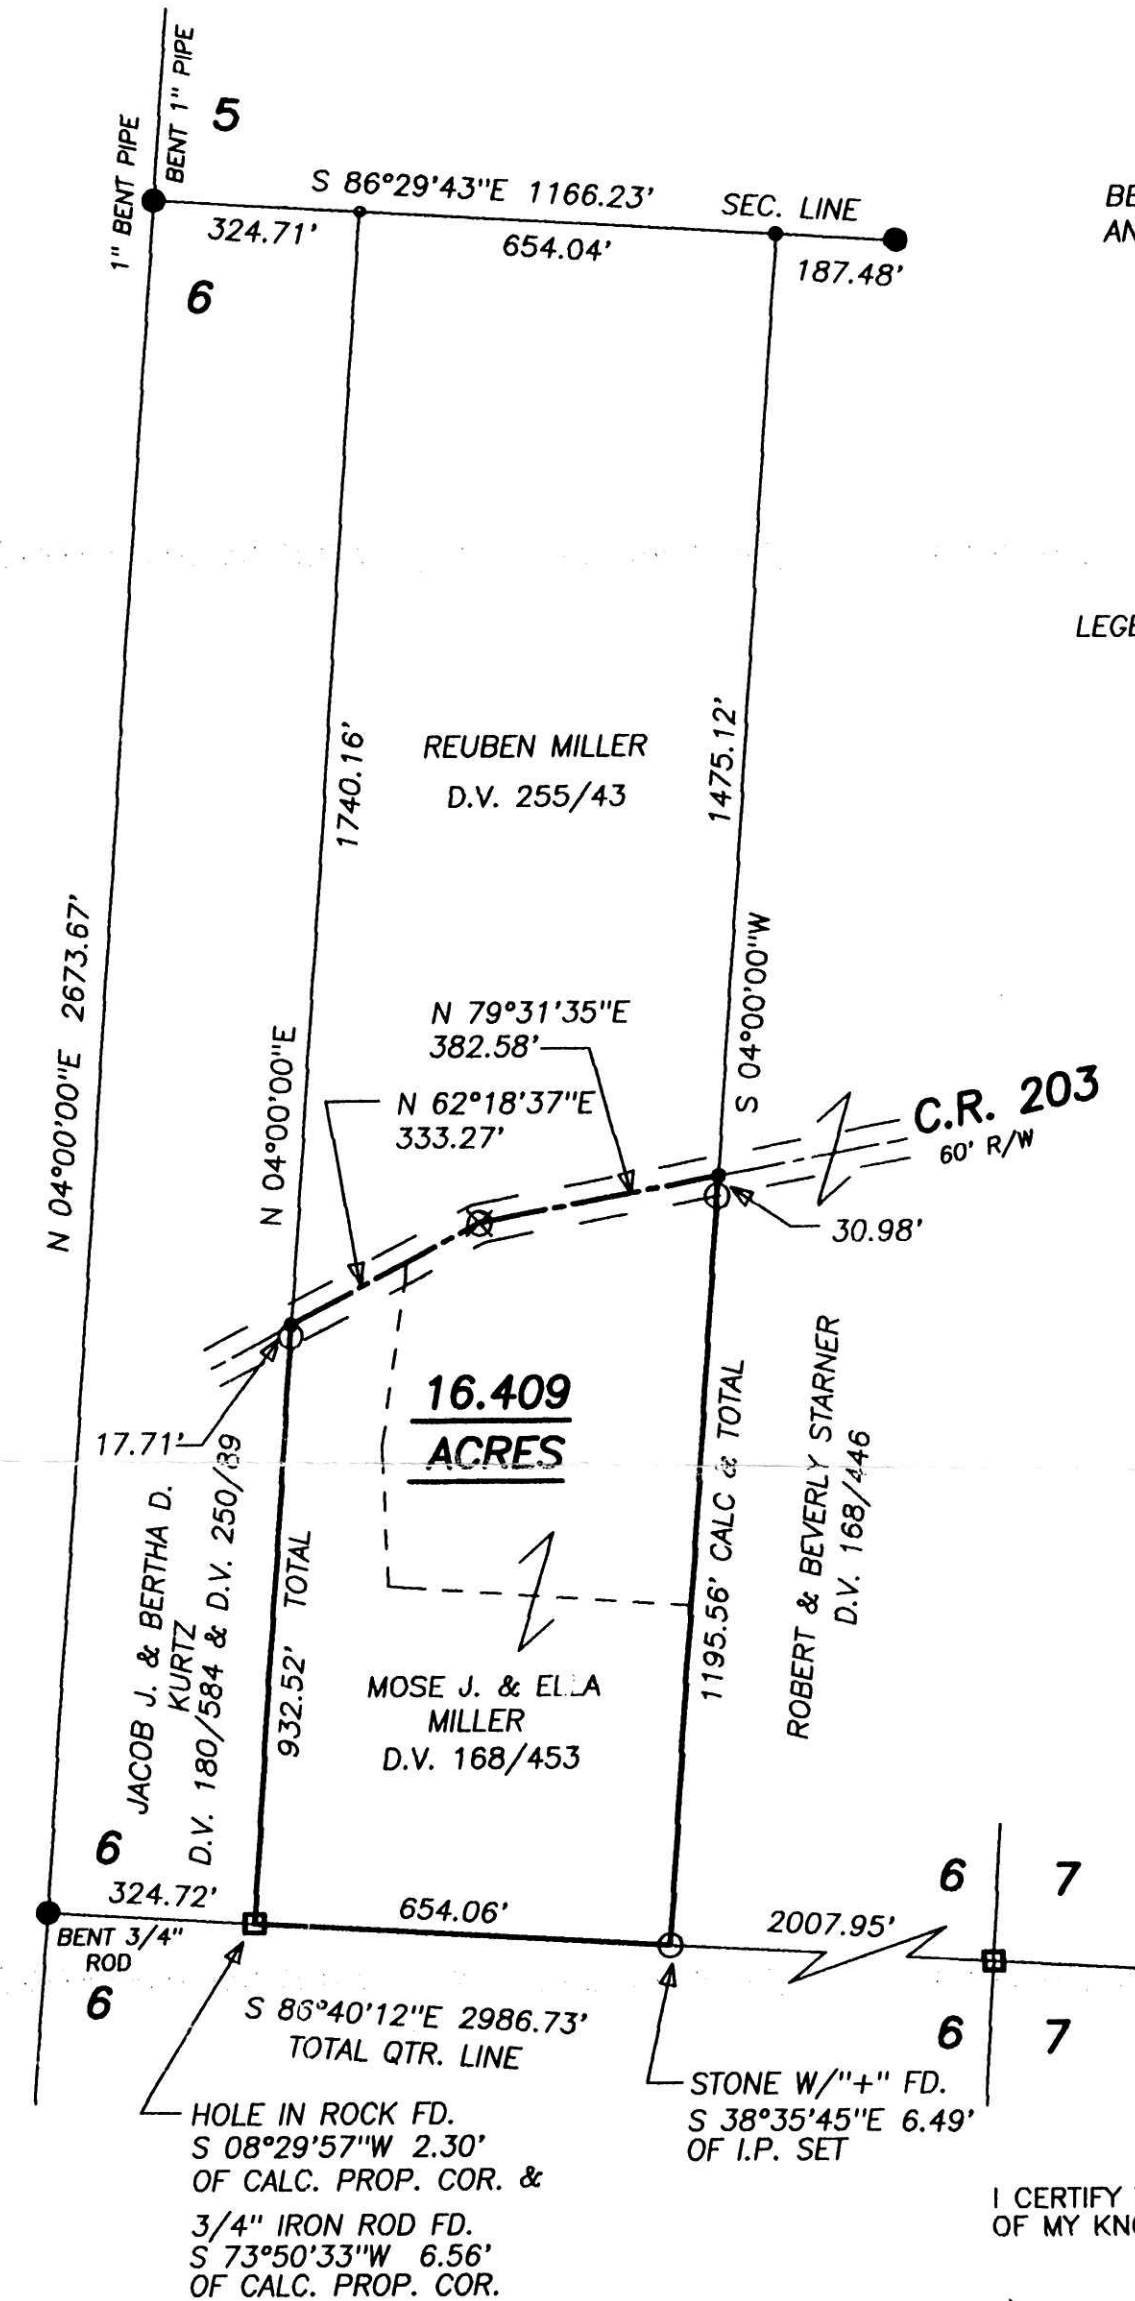 BENT 1" PIPE
1" BENT PIPE
5
S 86°29'43"E 1166.23'
SEC. LINE
324.71'
654.04'
187.48'
6
BE
AN
LEGE
REUBEN MILLER
D.V. 255/43
1740.16'
1475.12'
N 04°00'00"E 2673.67'
N 04°00'00"E
S 04°00'00"W
N 79°31'35"E
382.58'
N 62°18'37"E
333.27'
C.R. 203
60' R/W
30.98'
17.71'
16.409
ACRES
JACOB J. & BERTHA D.
KURTZ
D.V. 180/584 & D.V. 250/89
932.52' TOTAL
1195.56' CALC & TOTAL
ROBERT & BEVERLY STARNER
D.V. 168/446
MOSE J. & ELLA
MILLER
D.V. 168/453
6
324.72'
654.06'
2007.95'
6 7
BENT 3/4"
ROD
6
S 86°40'12"E 2986.73'
TOTAL QTR. LINE
6 7
STONE W/"+" FD.
S 38°35'45"E 6.49'
OF I.P. SET
HOLE IN ROCK FD.
S 08°29'57"W 2.30'
OF CALC. PROP. COR. &
3/4" IRON ROD FD.
S 73°50'33"W 6.56'
OF CALC. PROP. COR.
I CERTIFY
OF MY KN